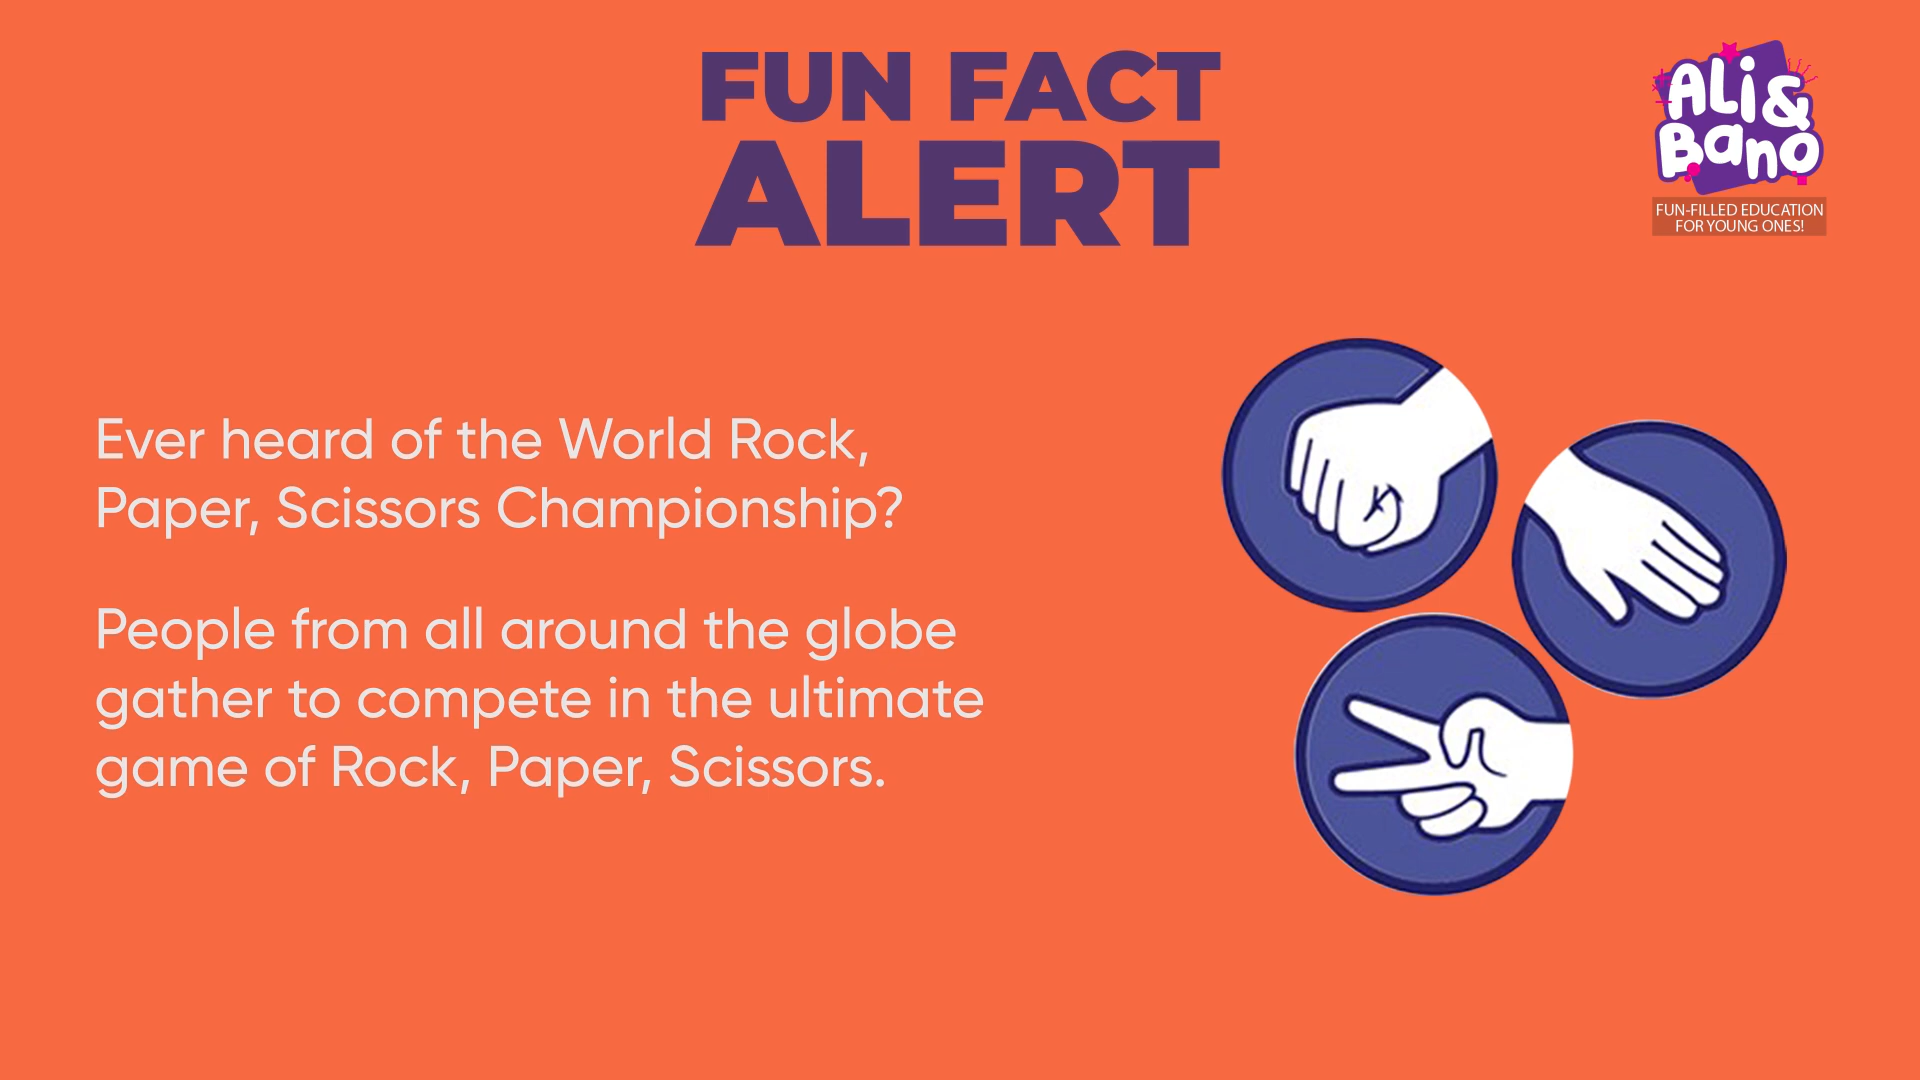 FUN FACT
ALERT
ALi&
Bano
FUN-FILLED EDUCATION
FOR YOUNG ONES!
Ever heard of the World Rock,
Paper, Scissors Championship?
People from all around the globe
gather to compete in the ultimate
game of Rock, Paper, Scissors.